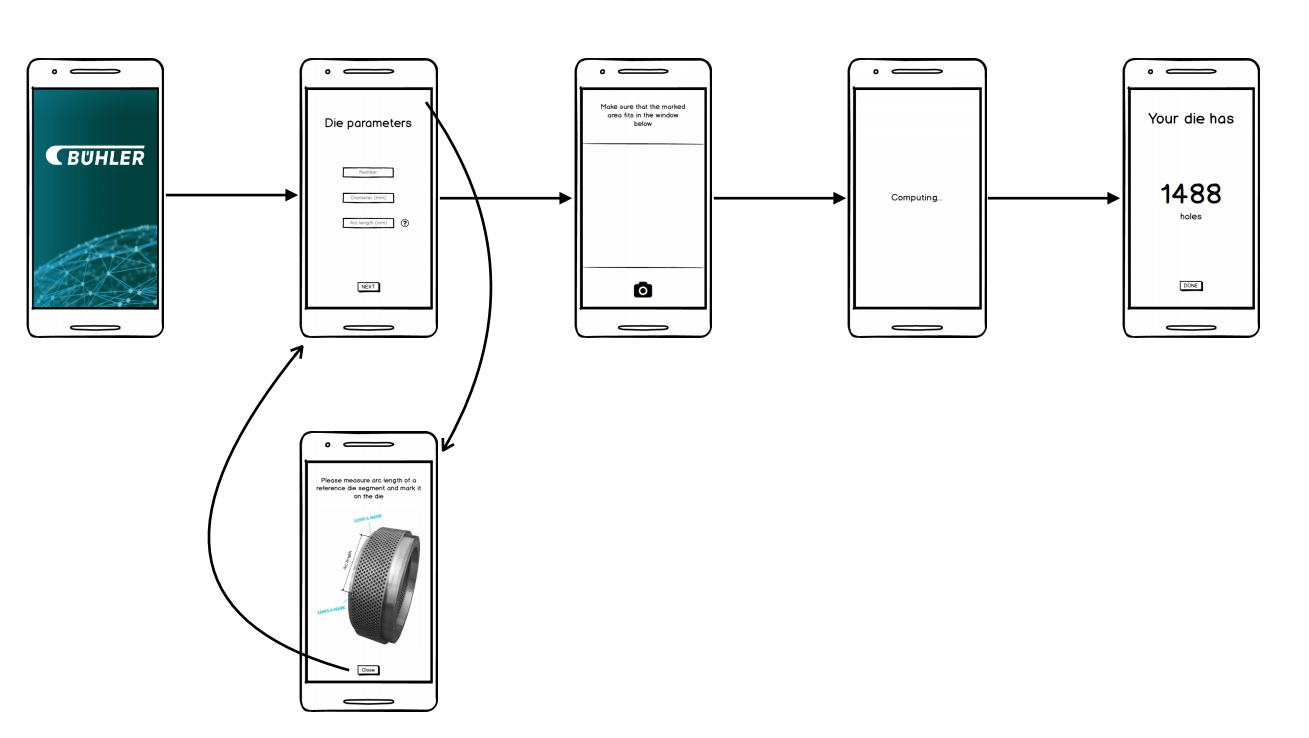 BÜHLER
Die parameters
Number
Diameter (mm)
Arc length (mm)
?
NEXT
Make sure that the marked
area fits in the window
below
Computing...
Your die has
1488
holes
DONE
Please measure arc length of a
reference die segment and mark it
on the die
LEAVE A MARK
Arc length
LEAVE A MARK
Close